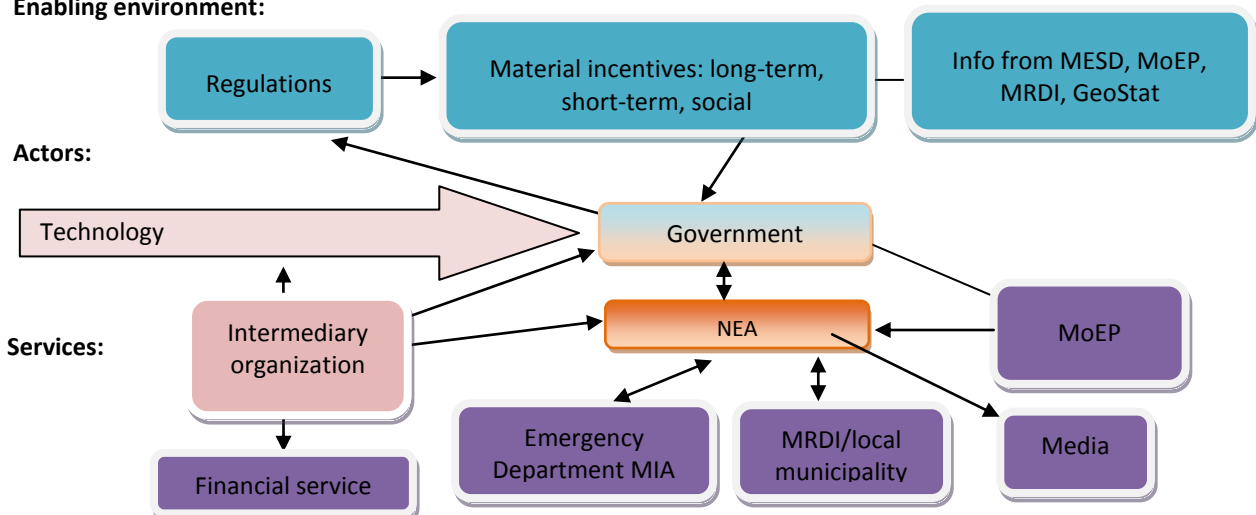 Enabling environment:
Regulations
Material incentives: long-term,
short-term, social
Info from MESD, MoEP,
MRDI, GeoStat
Actors:
Technology
Government
Services:
Intermediary
organization
NEA
MoEP
Emergency
Department MIA
MRDI/local
municipality
Media
Financial service